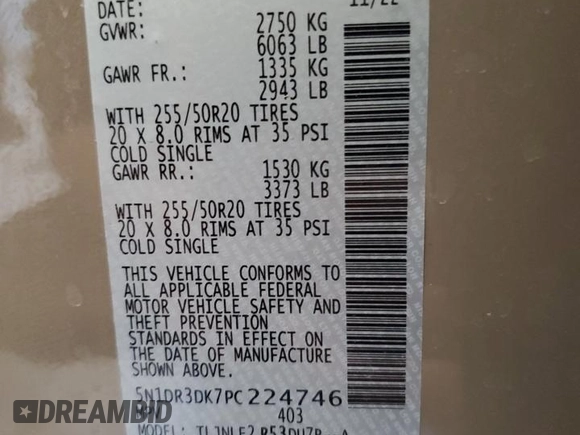 DATE: 11/22
GVWR: 2750 KG
6063 LB
GAWR FR.: 1335 KG
2943 LB
WITH 255/50R20 TIRES
20 X 8.0 RIMS AT 35 PSI
COLD SINGLE
GAWR RR.: 1530 KG
3373 LB
WITH 255/50R20 TIRES
20 X 8.0 RIMS AT 35 PSI
COLD SINGLE
THIS VEHICLE CONFORMS TO
ALL APPLICABLE FEDERAL
MOTOR VEHICLE SAFETY AND
THEFT PREVENTION
STANDARDS IN EFFECT ON
THE DATE OF MANUFACTURE
SHOWN ABOVE.
5N1DR3DK7PC224746
403
DREAMBID